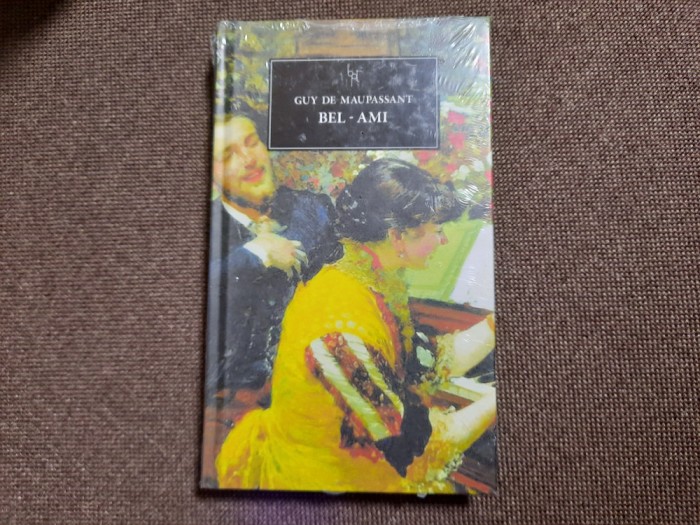 GUY DE MAUPASSANT
BEL - AMI